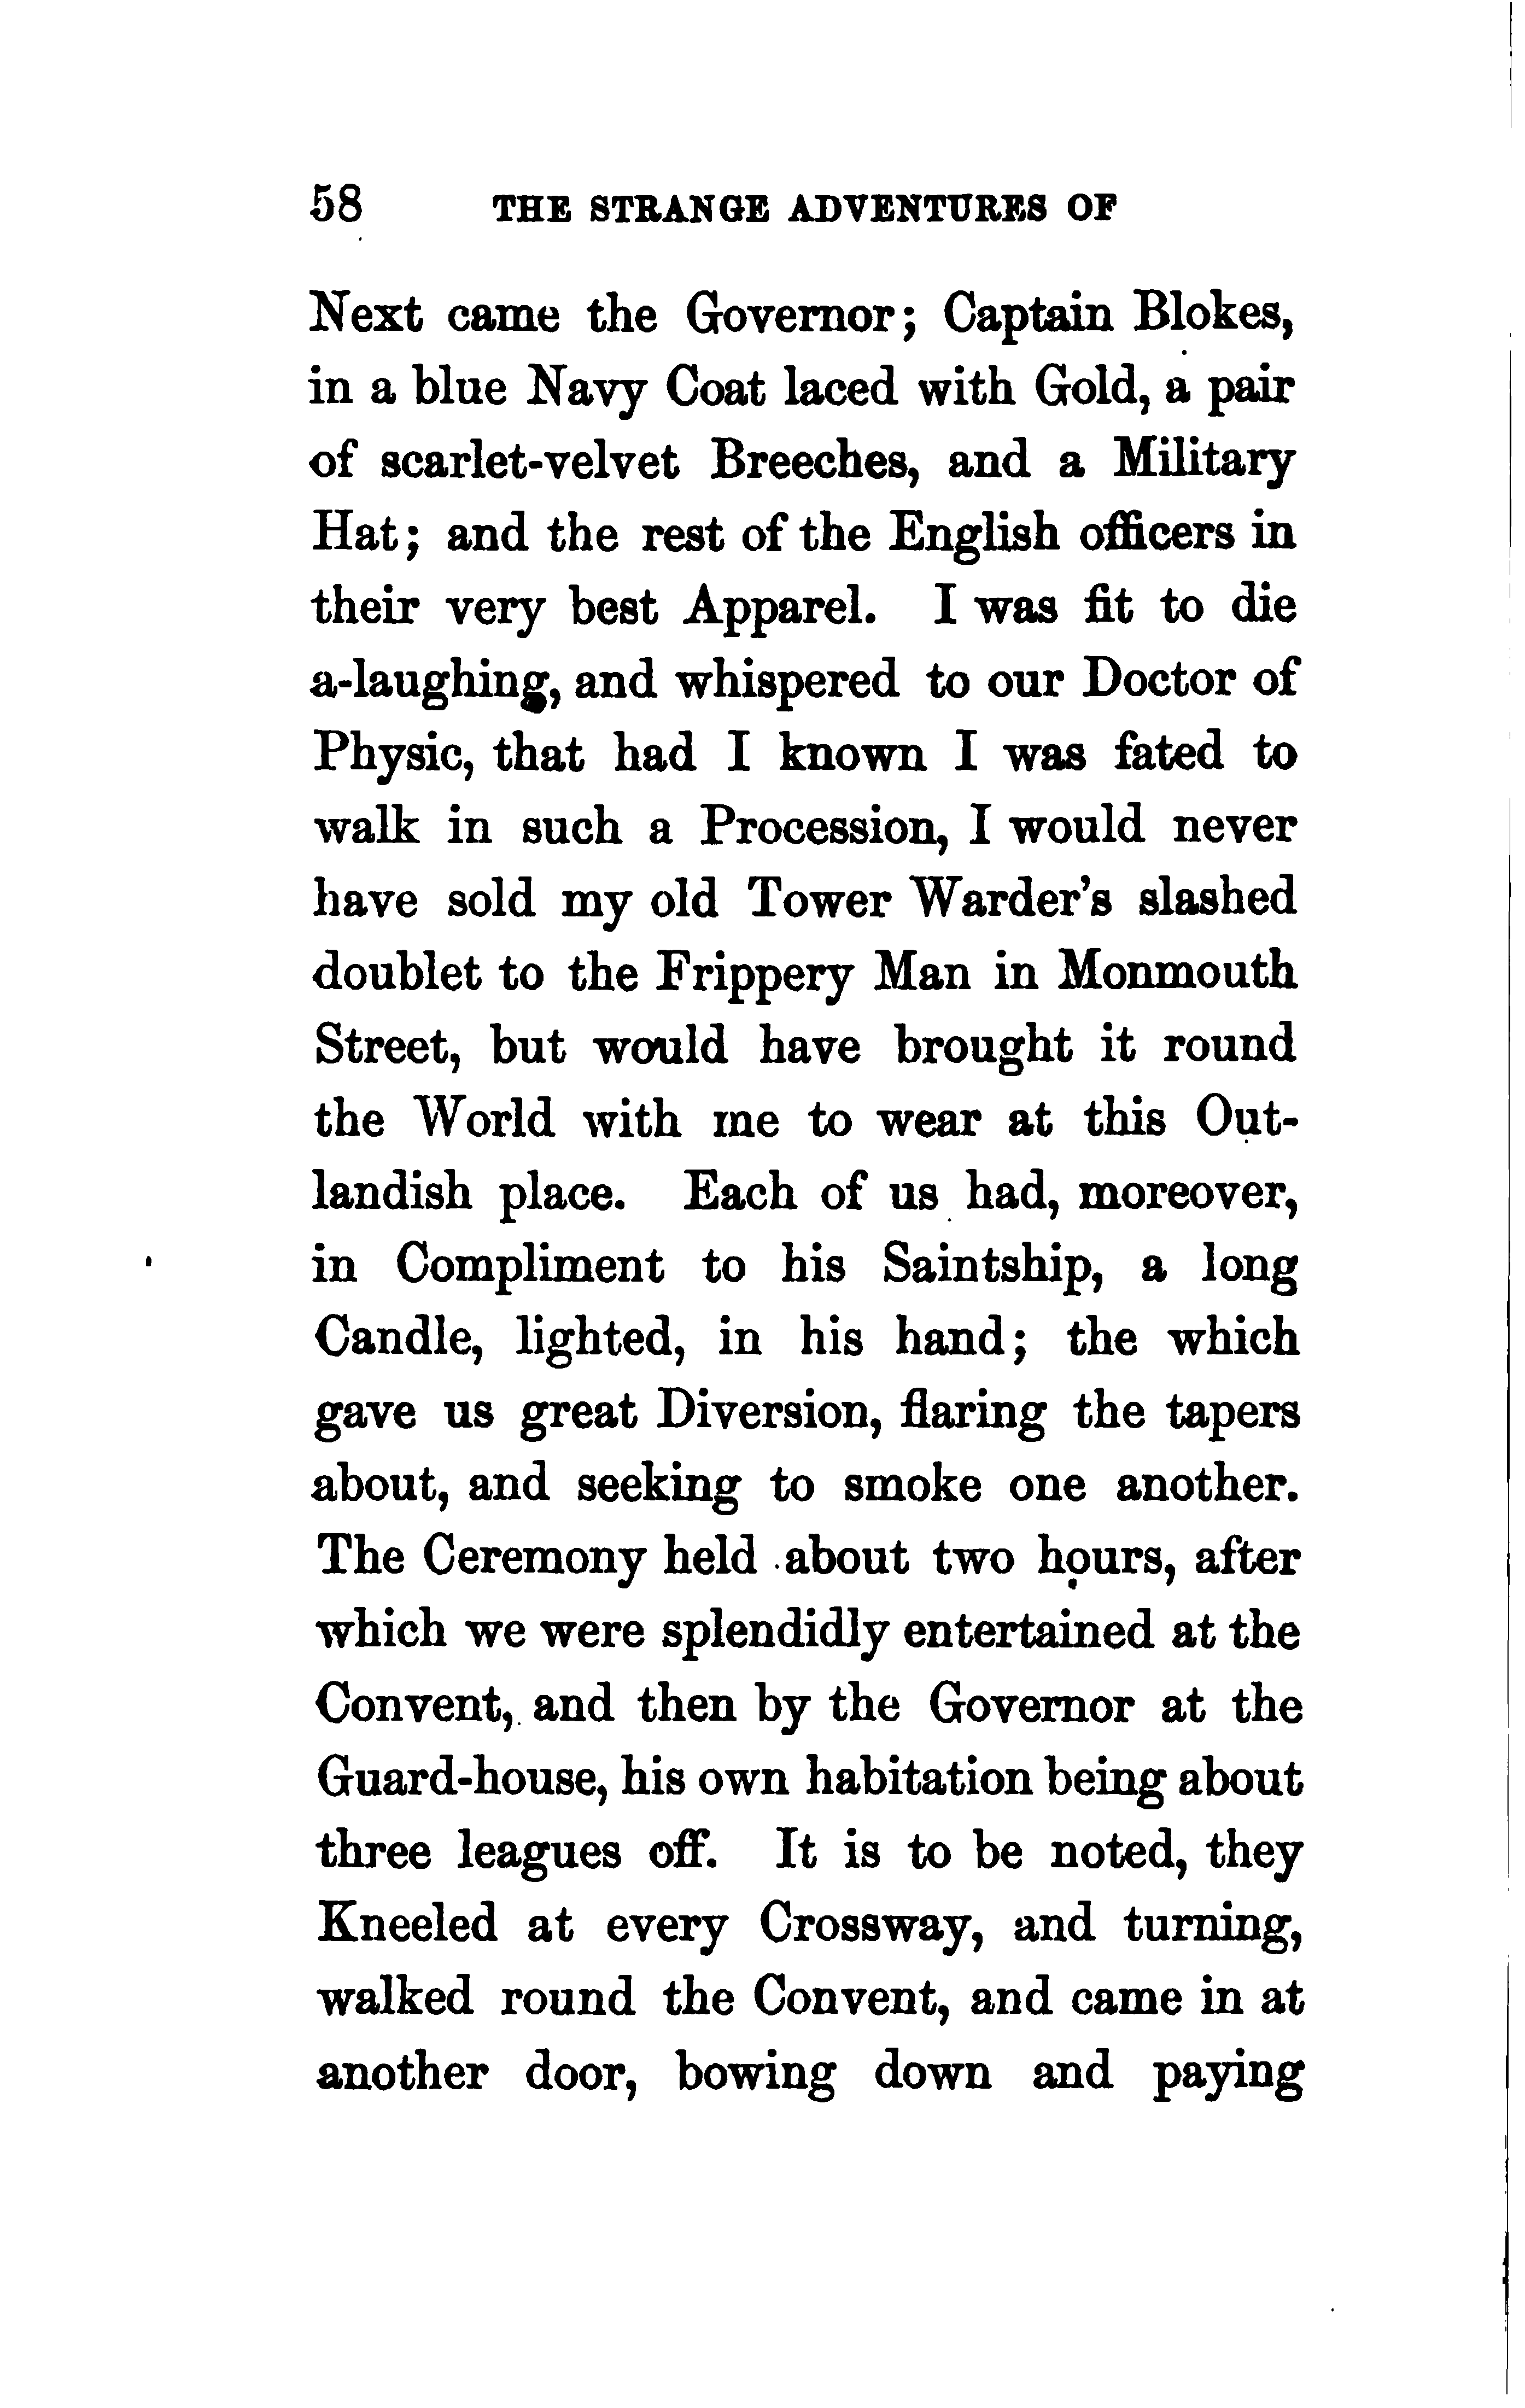 58 THE STRANGE ADVENTURES OF
Next came the Governor; Captain Blokes,
in a blue Navy Coat laced with Gold, a pair
of scarlet-velvet Breeches, and a Military
Hat; and the rest of the English officers in
their very best Apparel. I was fit to die
a-laughing, and whispered to our Doctor of
Physic, that had I known I was fated to
walk in such a Procession, I would never
have sold my old Tower Warder's slashed
doublet to the Frippery Man in Monmouth
Street, but would have brought it round
the World with me to wear at this Out-
landish place. Each of us had, moreover,
in Compliment to his Saintship, a long
Candle, lighted, in his hand; the which
gave us great Diversion, flaring the tapers
about, and seeking to smoke one another.
The Ceremony held about two hours, after
which we were splendidly entertained at the
Convent, and then by the Governor at the
Guard-house, his own habitation being about
three leagues off. It is to be noted, they
Kneeled at every Crossway, and turning,
walked round the Convent, and came in at
another door, bowing down and paying